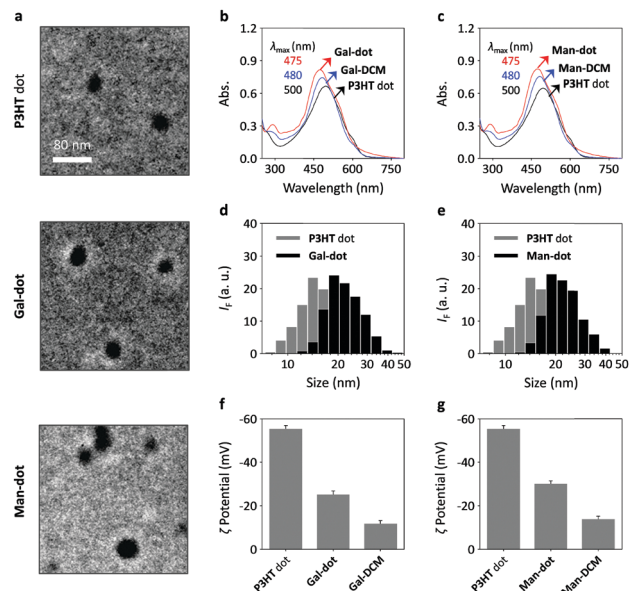 a
P3HT dot
80 nm
Gal-dot
Man-dot
b
1.2
0.9
0.6
0.3
0
Abs.
λmax (nm)
475
480
500
Gal-dot
Gal-DCM
P3HT dot
300
450
600
750
Wavelength (nm)
c
1.2
0.9
0.6
0.3
0
Abs.
λmax (nm)
475
480
500
Man-dot
Man-DCM
P3HT dot
300
450
600
750
Wavelength (nm)
d
40
30
20
10
0
IF (a. u.)
P3HT dot
Gal-dot
10
20
30
40
50
Size (nm)
e
40
30
20
10
0
IF (a. u.)
P3HT dot
Man-dot
10
20
30
40
50
Size (nm)
f
-60
-40
-20
0
ζ Potential (mV)
P3HT dot
Gal-dot
Gal-DCM
g
-60
-40
-20
0
ζ Potential (mV)
P3HT dot
Man-dot
Man-DCM